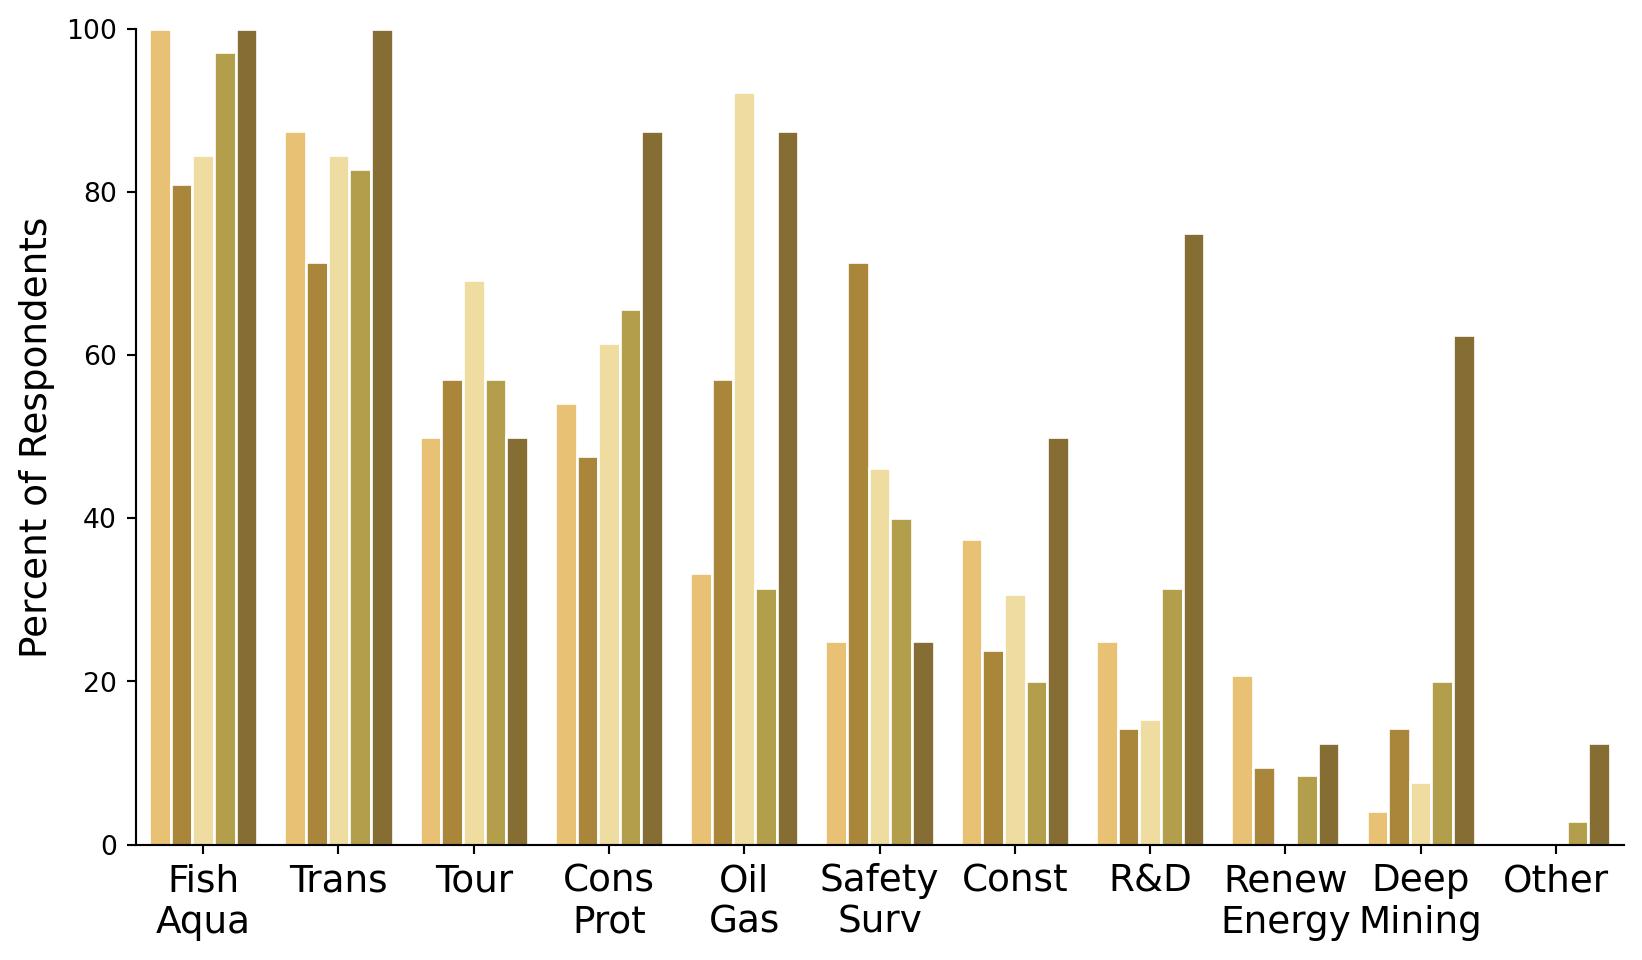 Percent of Respondents
100
80
60
40
20
0
Fish
Aqua
Trans
Tour
Cons
Prot
Oil
Gas
Safety
Surv
Const
R&D
Renew
Energy
Deep
Mining
Other